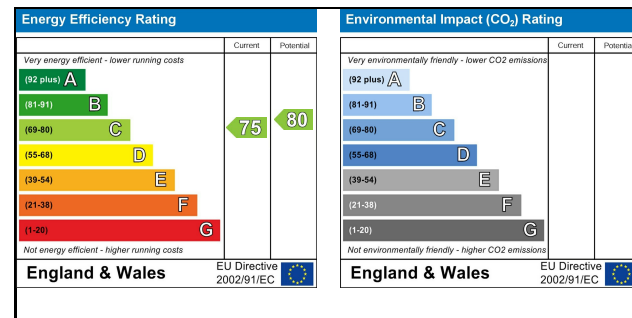 Energy Efficiency Rating
Current Potential
Very energy efficient - lower running costs
(92 plus) A
(81-91) B
(69-80) C
75 80
(55-68) D
(39-54) E
(21-38) F
(1-20) G
Not energy efficient - higher running costs
England & Wales
EU Directive
2002/91/EC
Environmental Impact (CO₂) Rating
Current Potential
Very environmentally friendly - lower CO2 emissions
(92 plus) A
(81-91) B
(69-80) C
(55-68) D
(39-54) E
(21-38) F
(1-20) G
Not environmentally friendly - higher CO2 emissions
England & Wales
EU Directive
2002/91/EC